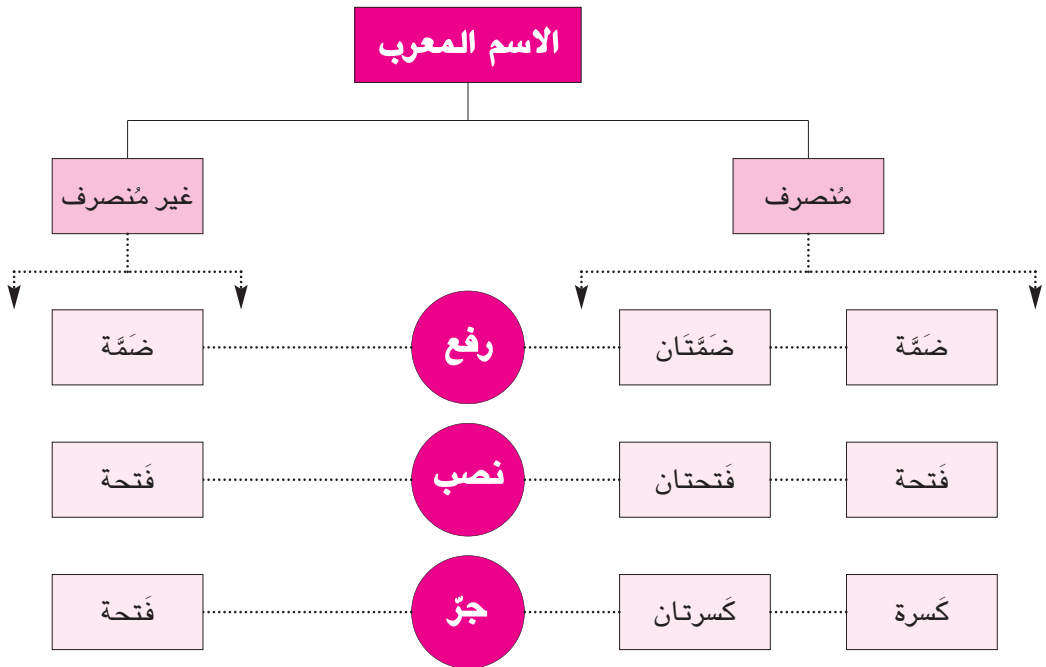 الاسم المعرب
مُنصرف
غير مُنصرف
ضَمَّة
ضَمَّتَان
رفع
ضَمَّة
فَتحة
فَتحتان
نصب
فَتحة
كَسرة
كَسرتان
جرّ
فَتحة